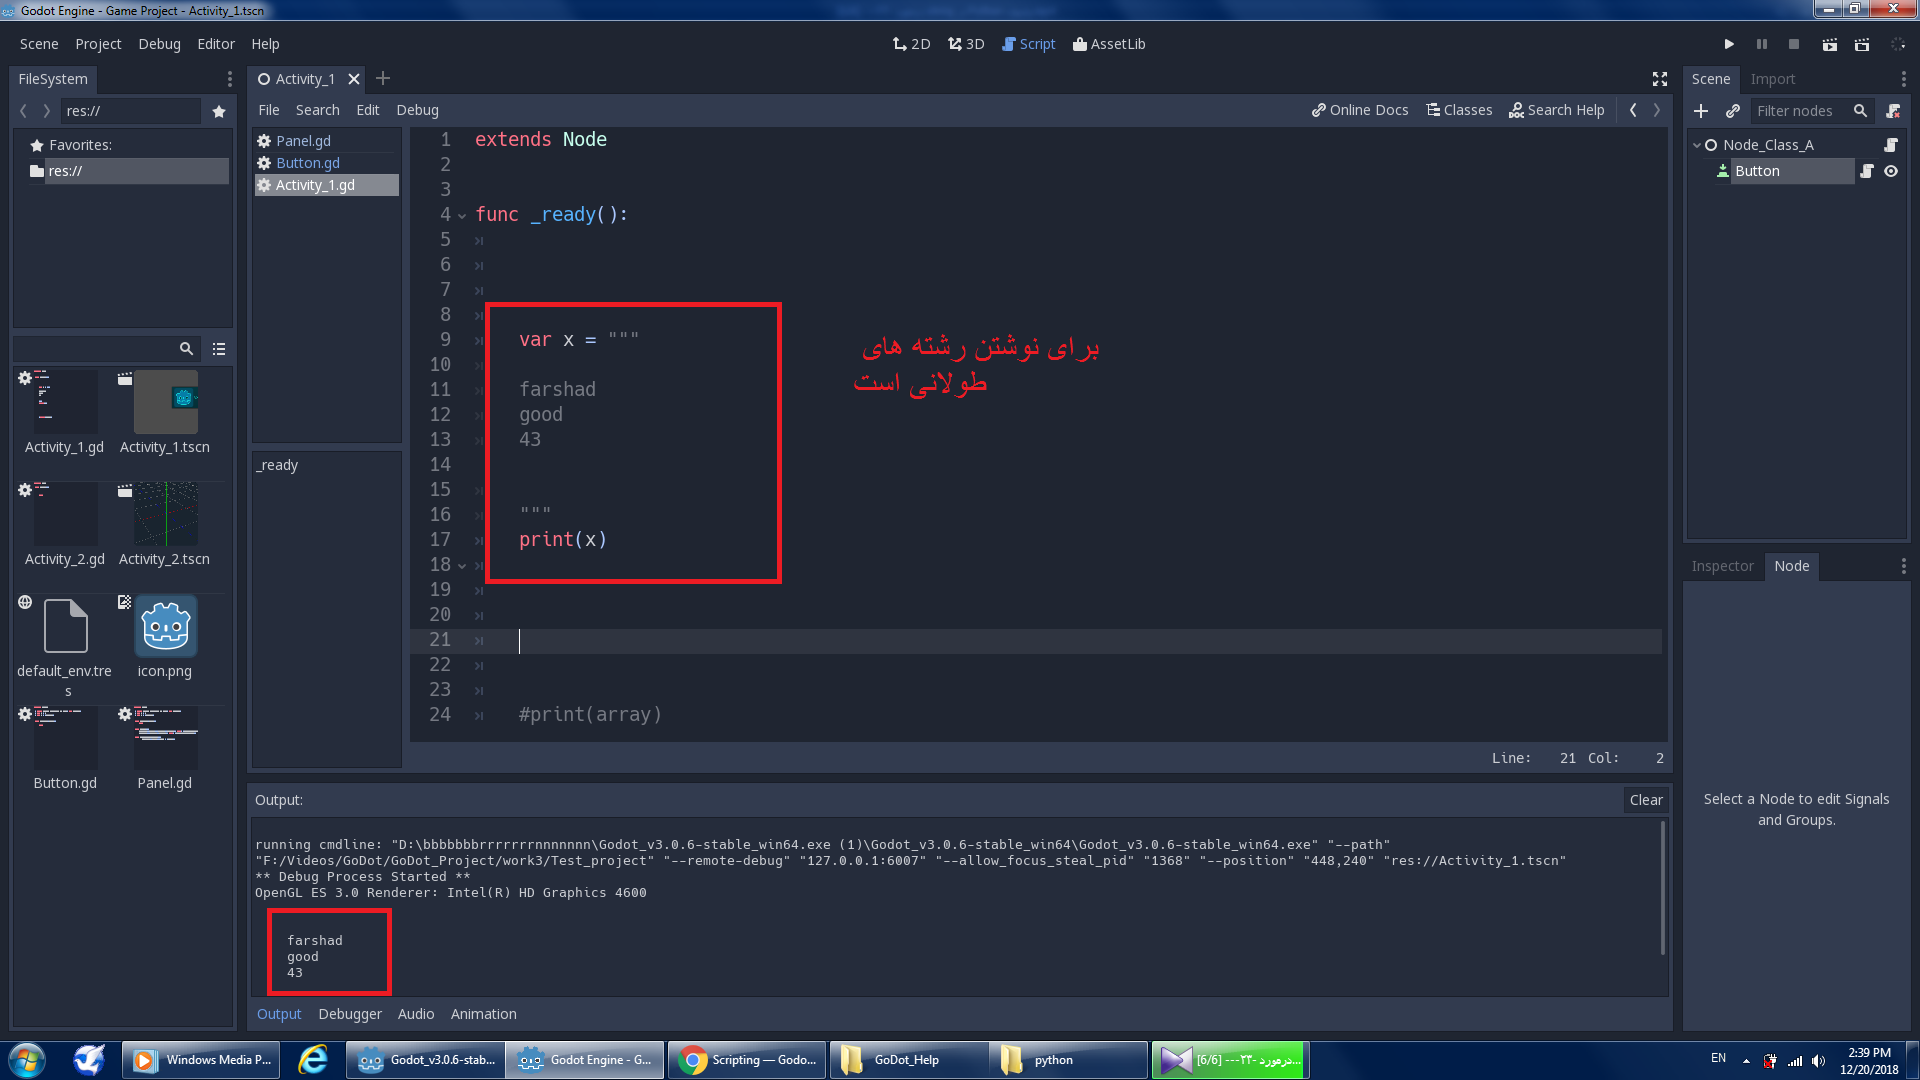 Godot Engine - Game Project - Activity_1.tscn
Scene Project Debug Editor Help
2D 3D Script AssetLib
FileSystem
res://
Favorites:
res://
Activity_1.gd Activity_1.tscn
Activity_2.gd Activity_2.tscn
default_env.tre
s
icon.png
Button.gd Panel.gd
Activity_1
File Search Edit Debug
Online Docs Classes Search Help
Panel.gd
Button.gd
Activity_1.gd
_ready
1 extends Node
2
3
4 func _ready():
5
6
7
8
9 var x = """
10
11 farshad
12 good
13 43
14
15
16 """
17 print(x)
18
19
20
21
22
23
24 #print(array)
برای نوشتن رشته های
طولانی است
Line: 21 Col: 2
Output:
Clear
running cmdline: "D:\bbbbbbbrrrrrrrnnnnnnn\Godot_v3.0.6-stable_win64.exe (1)\Godot_v3.0.6-stable_win64\Godot_v3.0.6-stable_win64.exe" "--path"
"F:/Videos/GoDot/GoDot_Project/work3/Test_project" "--remote-debug" "127.0.0.1:6007" "--allow_focus_steal_pid" "1368" "--position" "448,240" "res://Activity_1.tscn"
** Debug Process Started **
OpenGL ES 3.0 Renderer: Intel(R) HD Graphics 4600
farshad
good
43
Output Debugger Audio Animation
Scene Import
Filter nodes
Node_Class_A
Button
Inspector Node
Select a Node to edit Signals
and Groups.
Windows Media P...
Godot_v3.0.6-stab...
Godot Engine - G...
Scripting — Godo...
GoDot_Help
python
[6/6] ---۲۳- درمورد...
EN
2:39 PM
12/20/2018